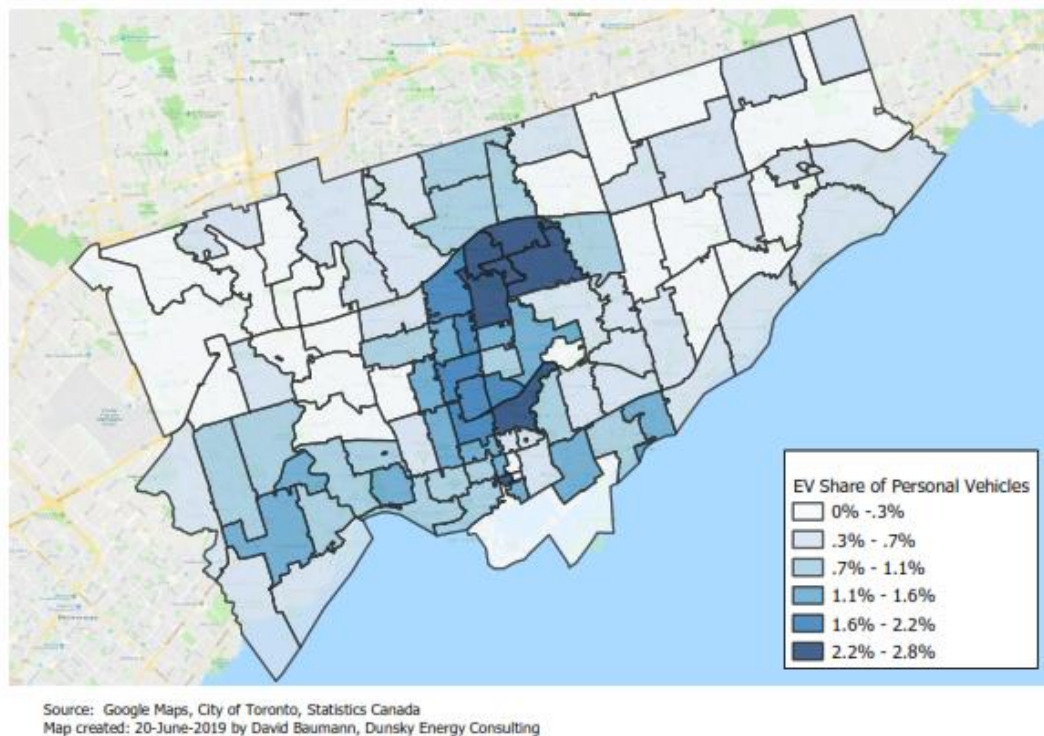 EV Share of Personal Vehicles
0% -.3%
.3% - .7%
.7% - 1.1%
1.1% - 1.6%
1.6% - 2.2%
2.2% - 2.8%
Source: Google Maps, City of Toronto, Statistics Canada
Map created: 20-June-2019 by David Baumann, Dunsky Energy Consulting